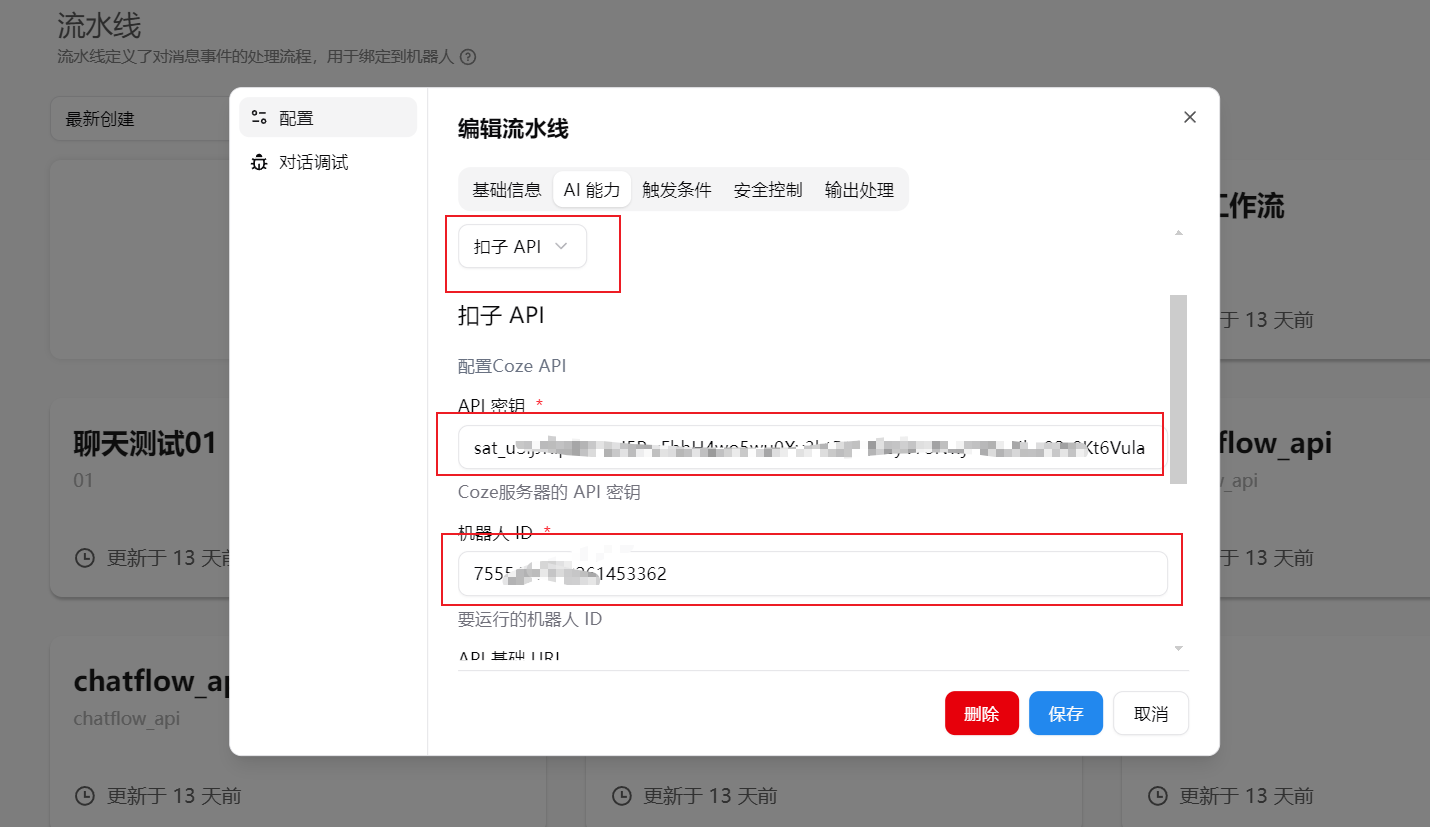 流水线
流水线定义了对消息事件的处理流程，用于绑定到机器人
最新创建
配置
对话调试
编辑流水线
基础信息 AI 能力 触发条件 安全控制 输出处理
扣子 API
扣子 API
配置Coze API
API 密钥 *
sat_u Kt6Vula
Coze服务器的 API 密钥
机器人 ID *
755 61453362
要运行的机器人 ID
API 基础 URL
删除 保存 取消
工作流
于 13 天前
聊天测试01
01
更新于 13 天前
flow_api
_api
于 13 天前
chatflow_ap
chatflow_api
更新于 13 天前
更新于 13 天前
更新于 13 天前